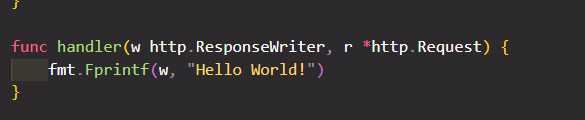 }
func handler(w http.ResponseWriter, r *http.Request) {
    fmt.Fprintf(w, "Hello World!")
}